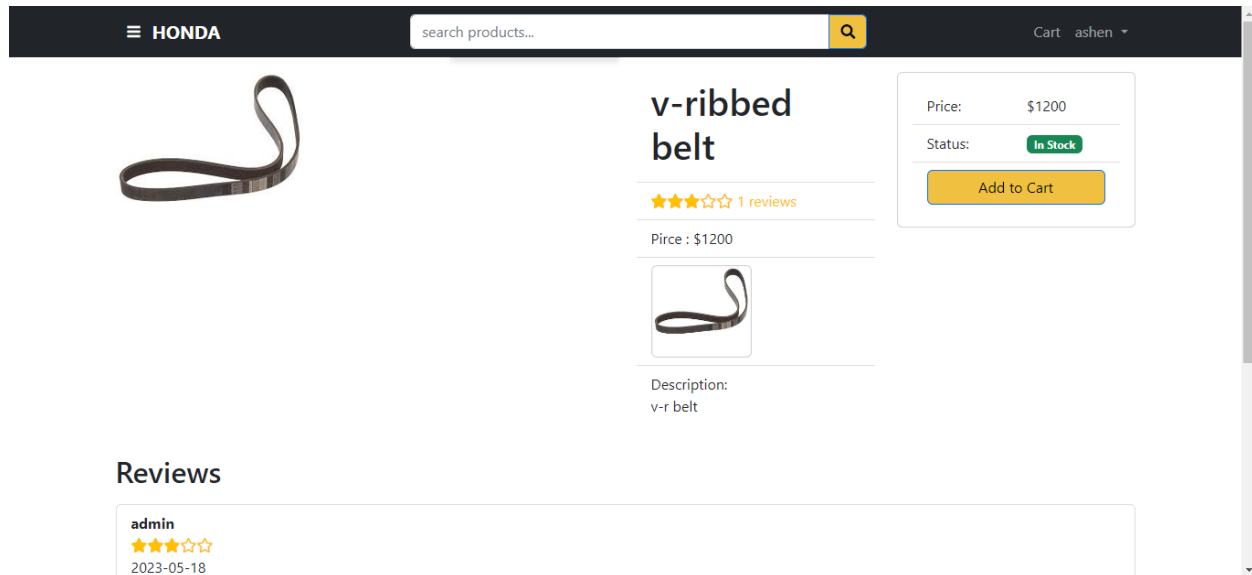 HONDA
search products...
Cart ashen
v-ribbed
belt
1 reviews
Pirce : $1200
Description:
v-r belt
Price: $1200
Status: In Stock
Add to Cart
Reviews
admin
2023-05-18